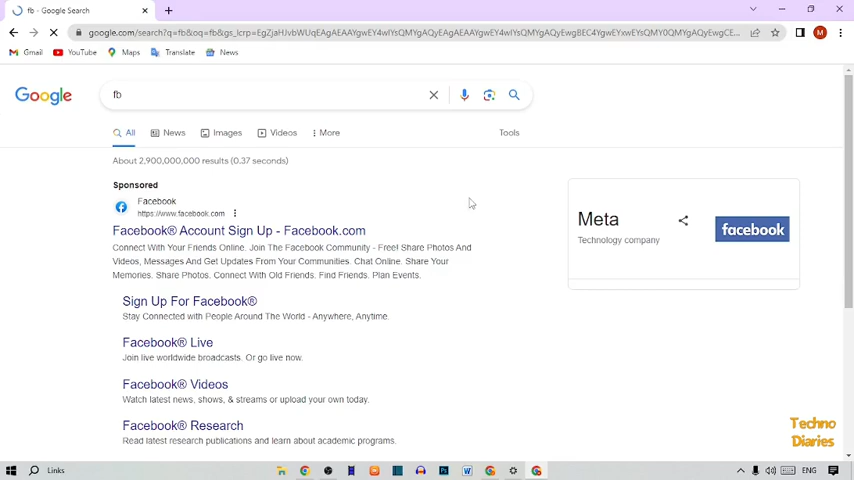 fb - Google Search
google.com/search?q=fb&oq=fb&gs_lcrp=EgZjaHJvbWUqEAgAEAAYgwEY4wIYsQMYgAQyEAgAEAAYgwEY4wIYsQMYgAQyEwgBEC4YgwEYxwEYsQMY0QMYgAQyEwgCE...
Gmail YouTube Maps Translate News
Google
fb
All News Images Videos More Tools
About 2,900,000,000 results (0.37 seconds)
Sponsored
Facebook
https://www.facebook.com
Facebook® Account Sign Up - Facebook.com
Connect With Your Friends Online. Join The Facebook Community - Free! Share Photos And
Videos, Messages And Get Updates From Your Communities. Chat Online. Share Your
Memories. Share Photos. Connect With Old Friends. Find Friends. Plan Events.
Sign Up For Facebook®
Stay Connected with People Around The World - Anywhere, Anytime.
Facebook® Live
Join live worldwide broadcasts. Or go live now.
Facebook® Videos
Watch latest news, shows, & streams or upload your own today.
Facebook® Research
Read latest research publications and learn about academic programs.
Meta
Technology company
facebook
Techno
Diaries
Links
ENG
M